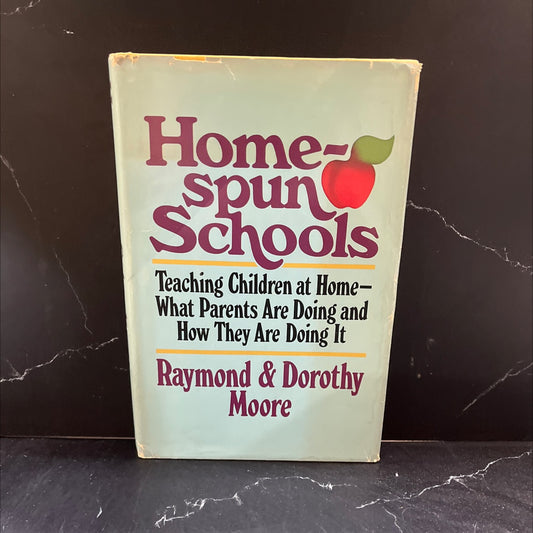 Home-
spun
Schools
Teaching Children at Home—
What Parents Are Doing and
How They Are Doing It
Raymond & Dorothy
Moore